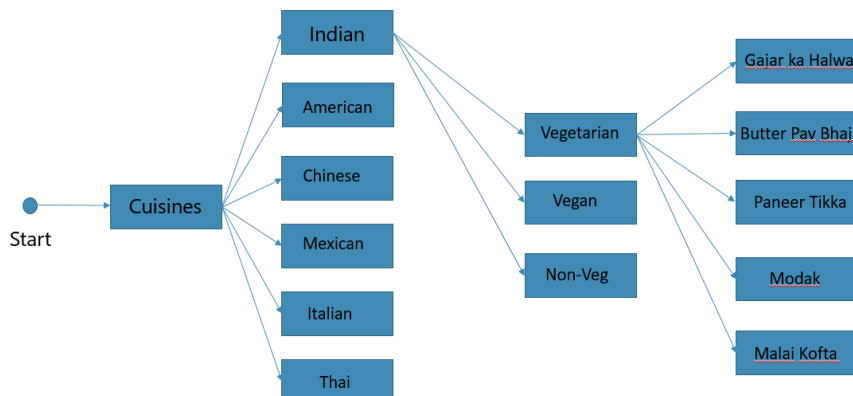 Start
Cuisines
Indian
American
Chinese
Mexican
Italian
Thai
Vegetarian
Vegan
Non-Veg
Gajar ka Halwa
Butter Pav Bhaj
Paneer Tikka
Modak
Malai Kofta